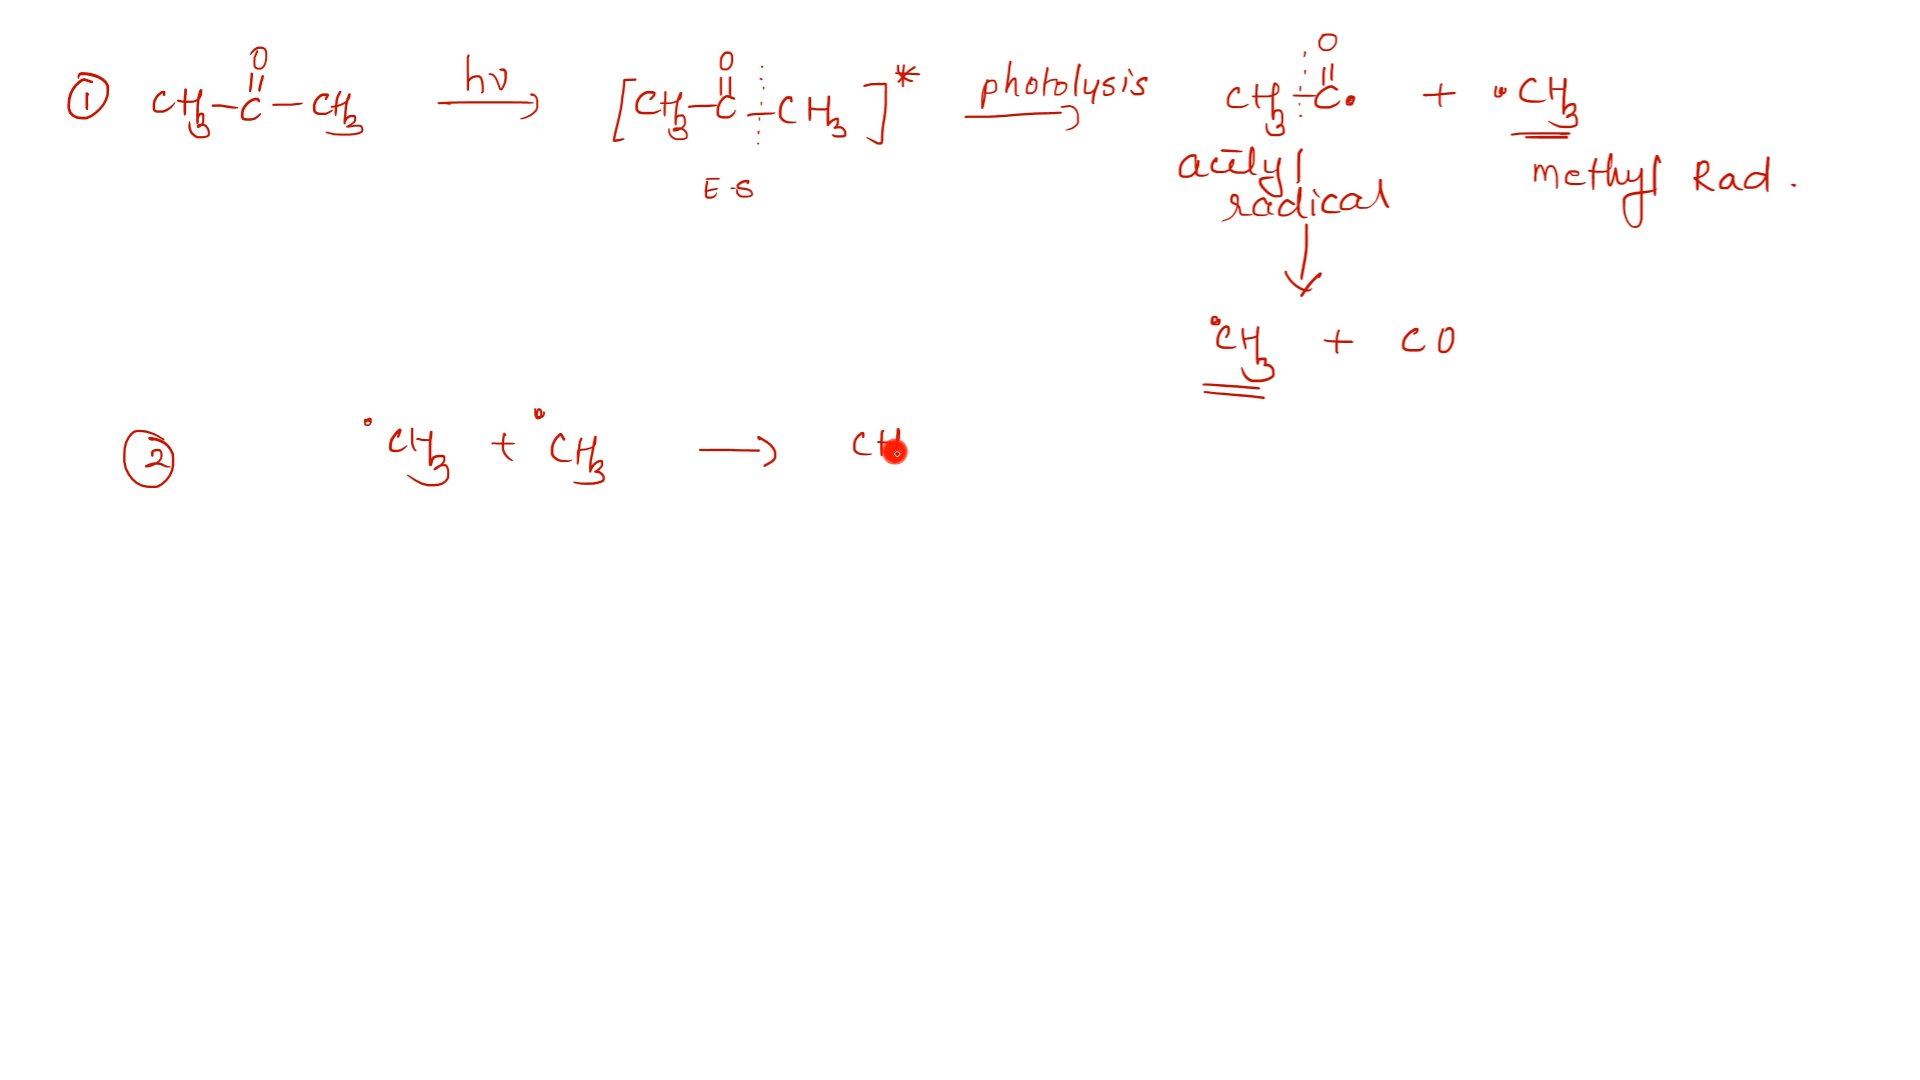 ① CH3-C(=O)-CH3 hν → [CH3-C(=O)-CH3]* photolysis → CH3-C(=O)• + •CH3
E-S
acetyl radical
methyl Rad.
↓
•CH3 + CO
② •CH3 + •CH3 → CH